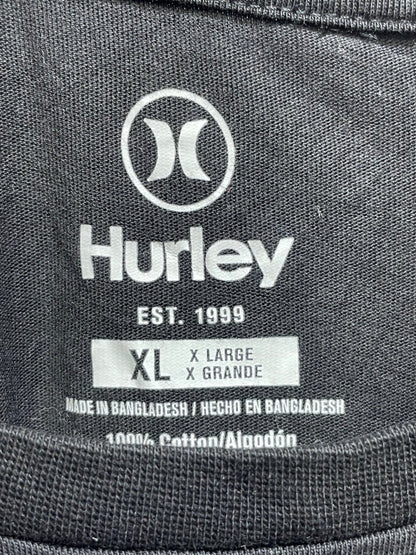 Hurley
EST. 1999
XL X LARGE
X GRANDE
MADE IN BANGLADESH / HECHO EN BANGLADESH
100% Cotton/Algodón